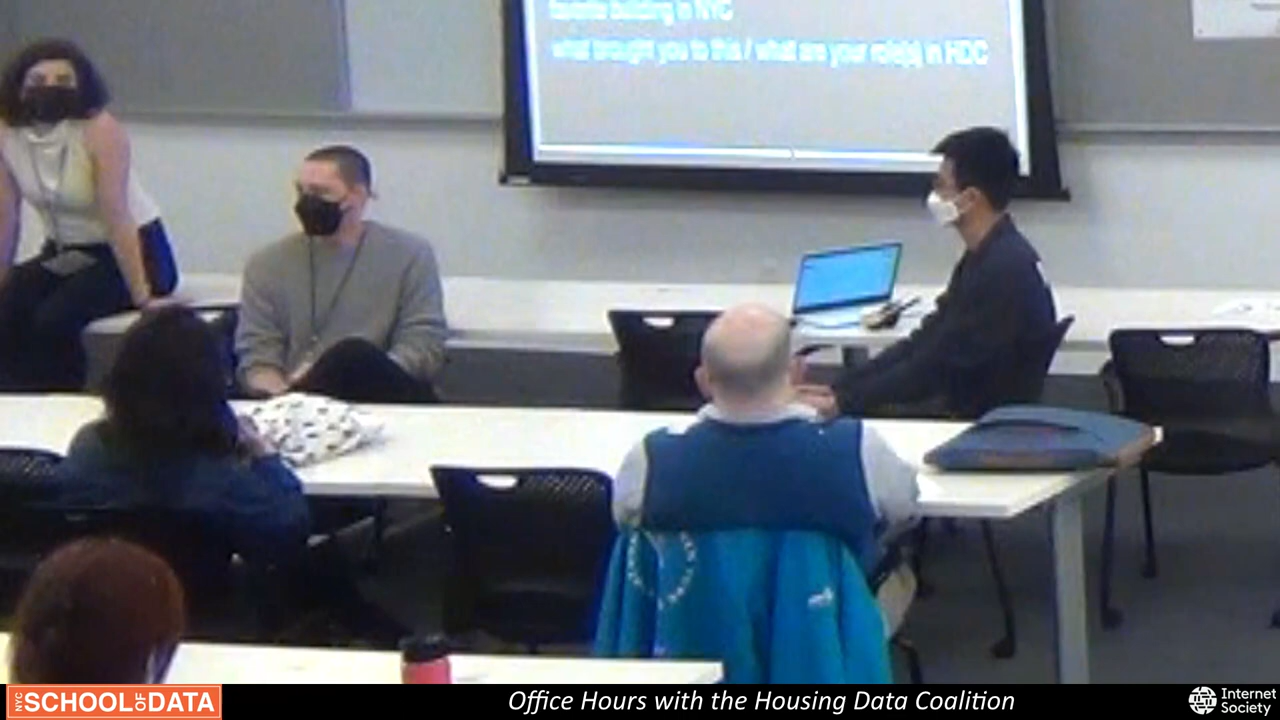 favorite building in NYC
what brought you to this / what are your role(s) in HDC
NYC SCHOOL OF DATA
Office Hours with the Housing Data Coalition
Internet
Society